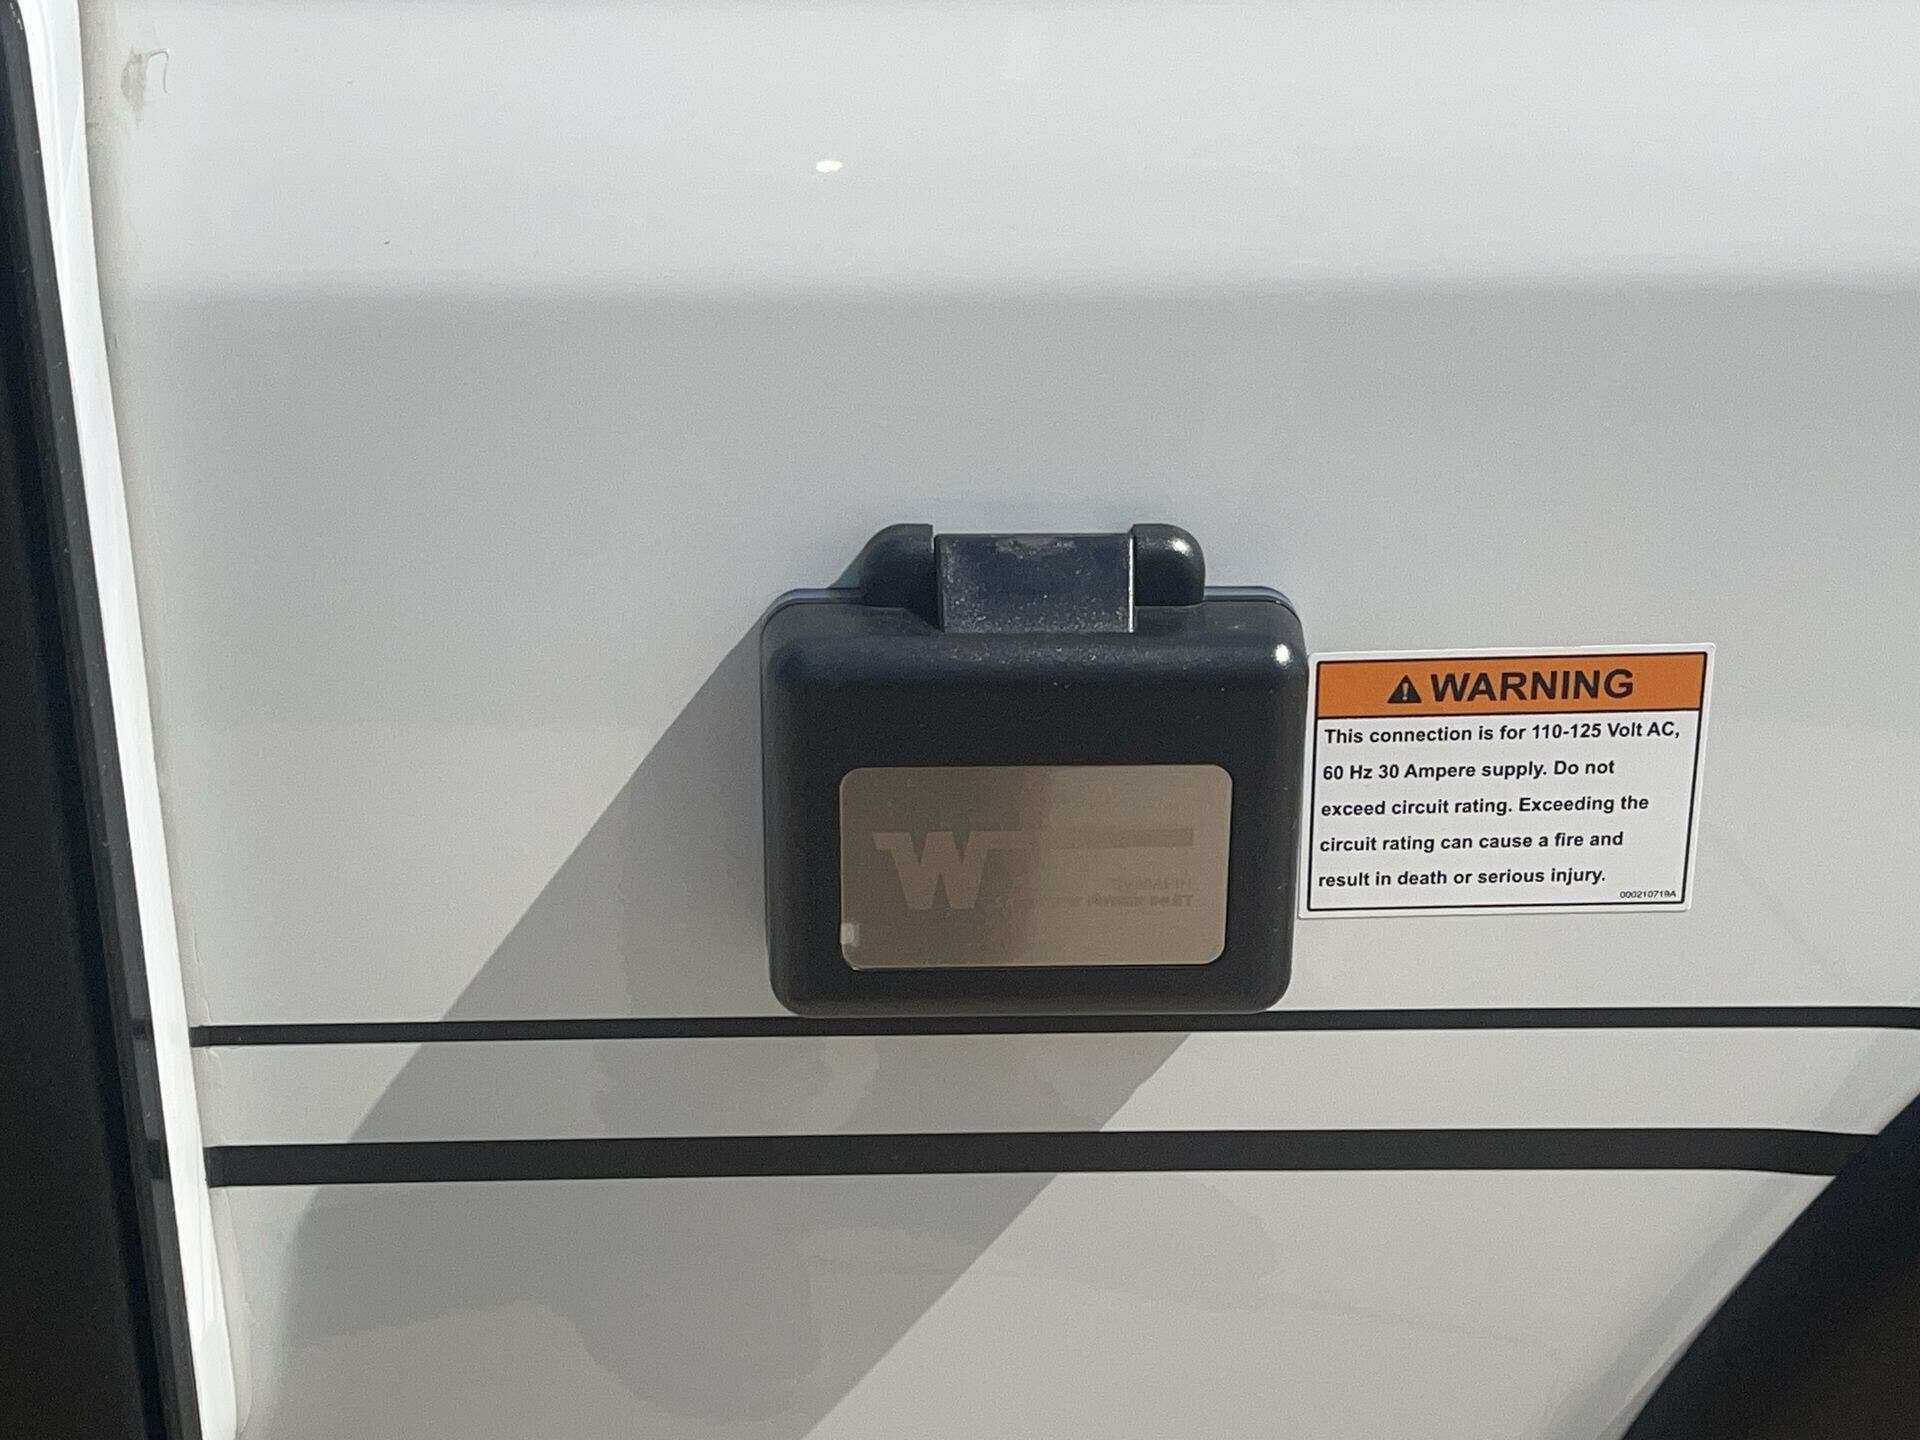 WARNING
This connection is for 110-125 Volt AC,
60 Hz 30 Ampere supply. Do not
exceed circuit rating. Exceeding the
circuit rating can cause a fire and
result in death or serious injury.
000210719A
W